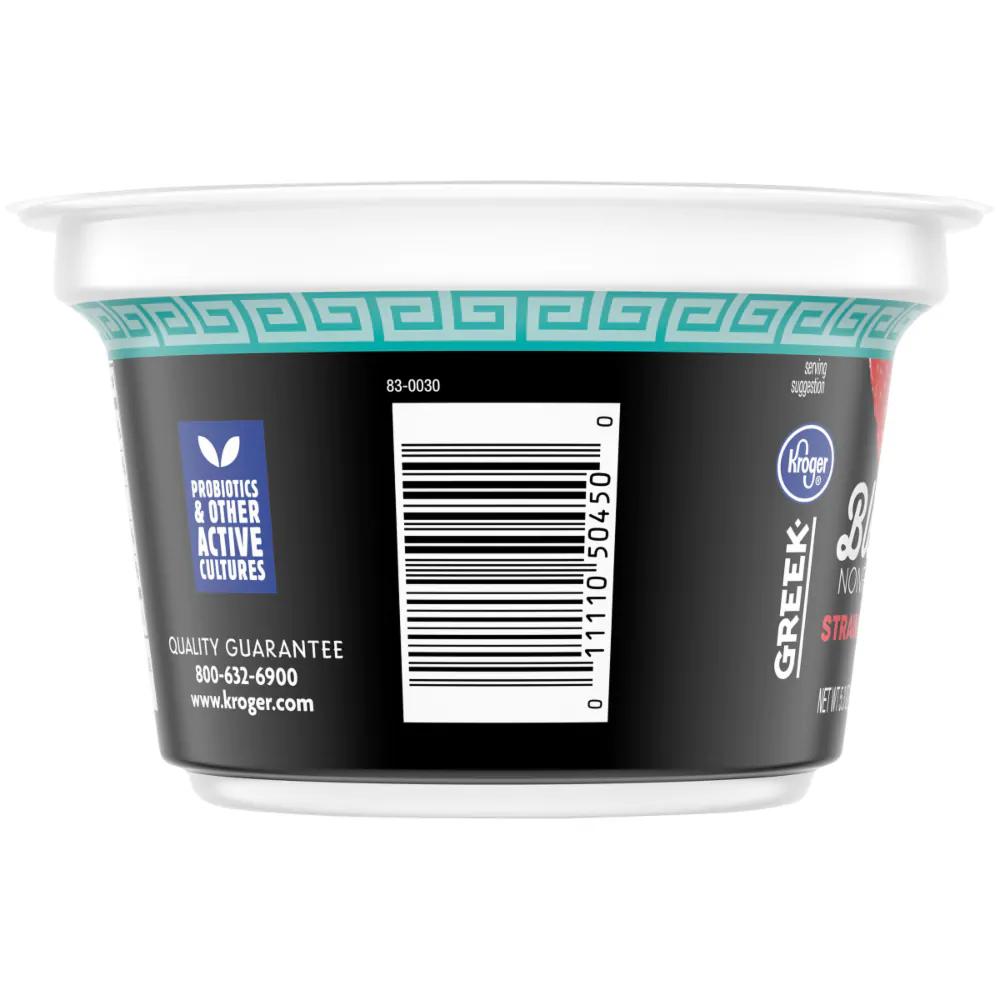 83-0030
PROBIOTICS
& OTHER
ACTIVE
CULTURES
QUALITY GUARANTEE
800-632-6900
www.kroger.com
0 11110 50450 0
serving
suggestion
Kroger®
GREEK